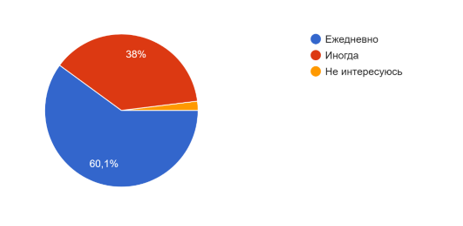 38%
60,1%
Ежедневно
Иногда
Не интересуюсь